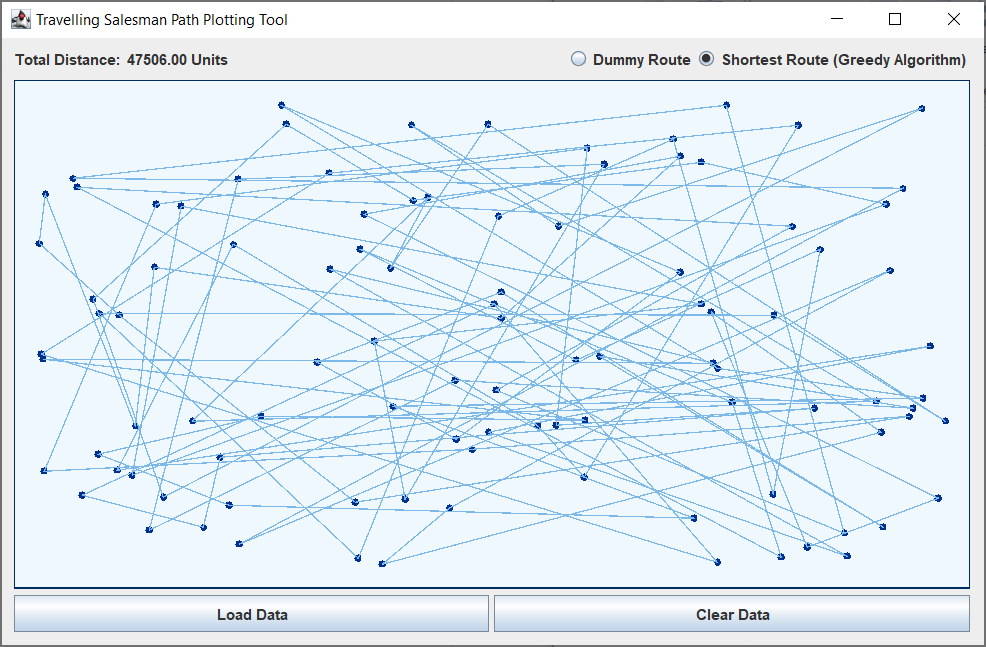 Travelling Salesman Path Plotting Tool
Total Distance: 47506.00 Units Dummy Route Shortest Route (Greedy Algorithm)
Load Data Clear Data